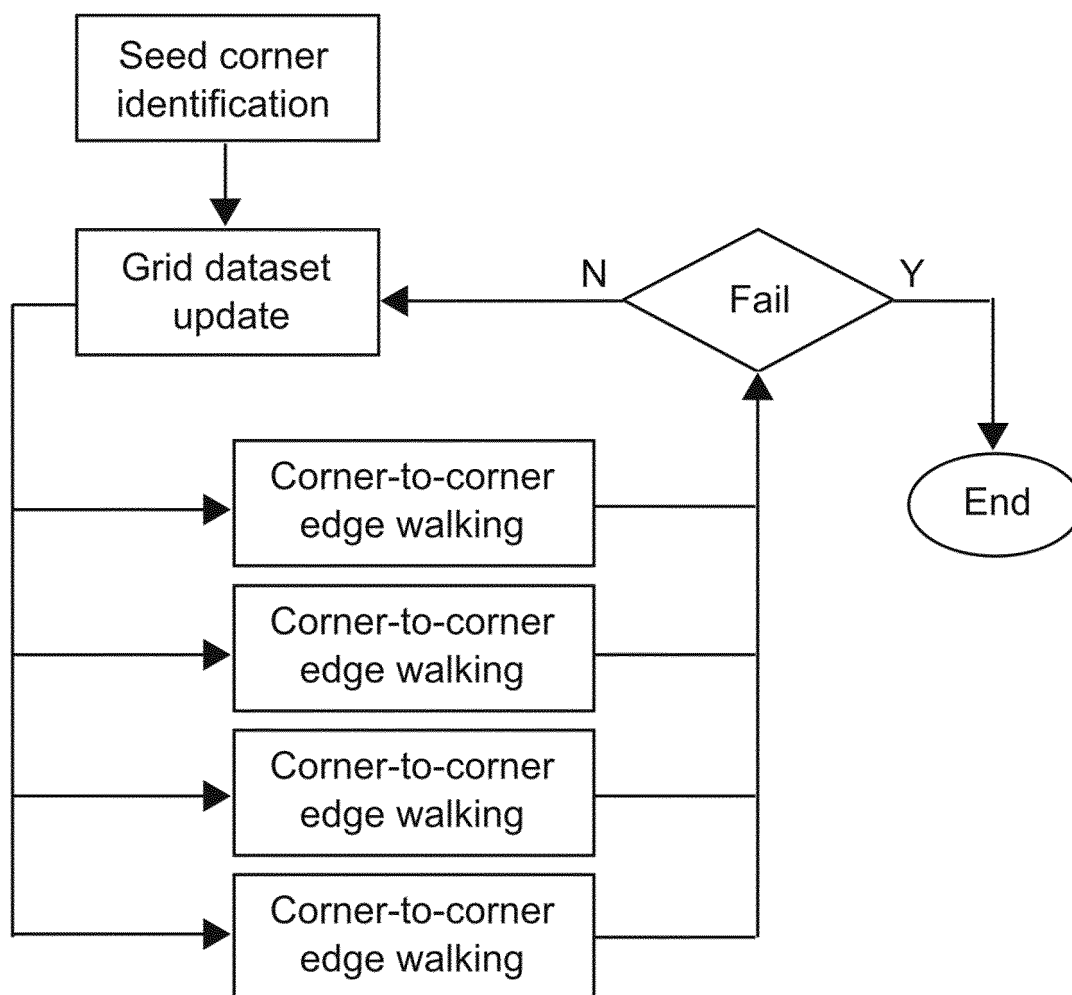 Seed corner
identification
Grid dataset
update
N
Fail
Y
End
Corner-to-corner
edge walking
Corner-to-corner
edge walking
Corner-to-corner
edge walking
Corner-to-corner
edge walking